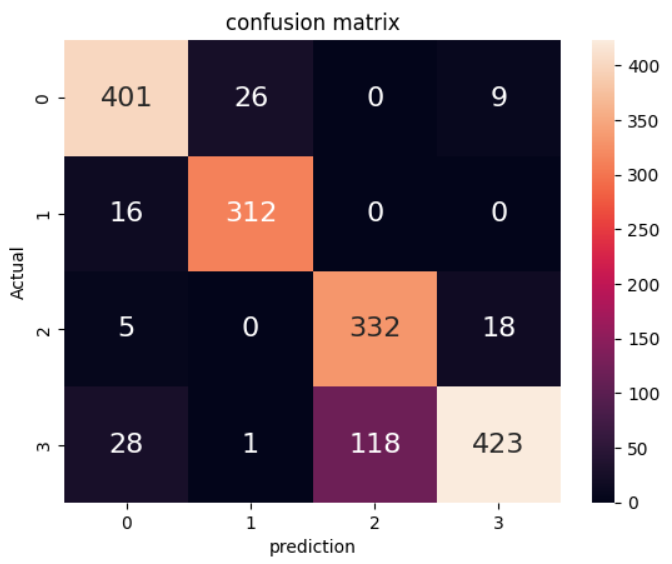 confusion matrix
Actual
0 401 26 0 9
1 16 312 0 0
2 5 0 332 18
3 28 1 118 423
0 1 2 3
prediction
400
350
300
250
200
150
100
50
0